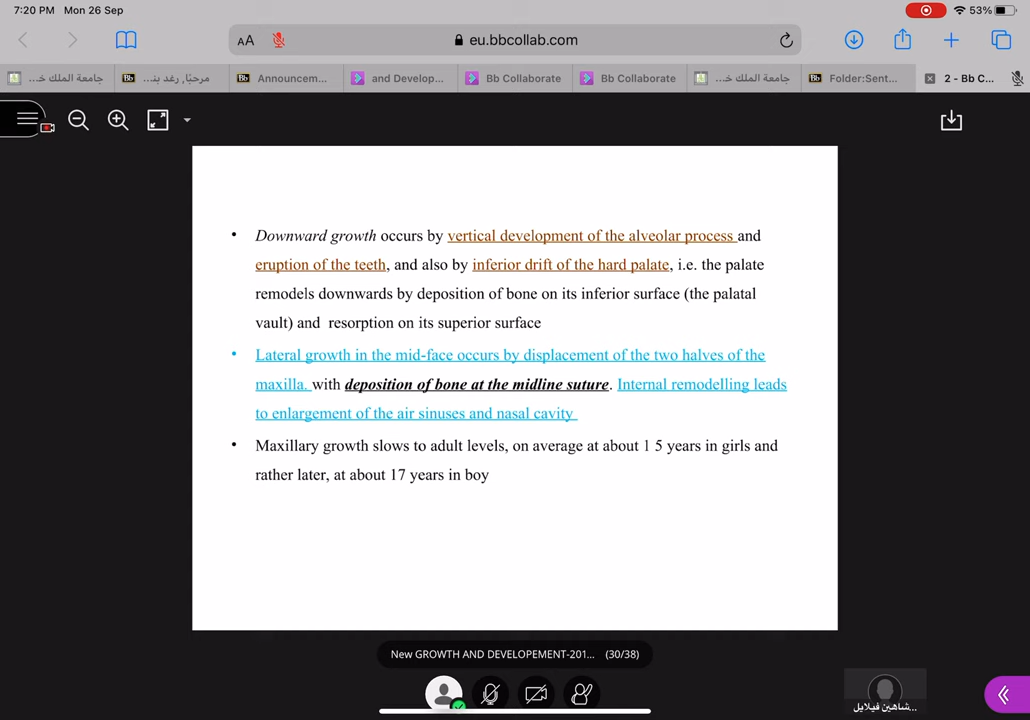 7:20 PM Mon 26 Sep
53%
AA
eu.bbcollab.com
جامعة الملك خـ...
مرحبًا, رغد بنـ...
Announcem...
and Develop...
Bb Collaborate
Bb Collaborate
جامعة الملك خـ...
Folder:Sent...
2 - Bb C...
• Downward growth occurs by vertical development of the alveolar process and
eruption of the teeth, and also by inferior drift of the hard palate, i.e. the palate
remodels downwards by deposition of bone on its inferior surface (the palatal
vault) and resorption on its superior surface
• Lateral growth in the mid-face occurs by displacement of the two halves of the
maxilla. with deposition of bone at the midline suture. Internal remodelling leads
to enlargement of the air sinuses and nasal cavity
• Maxillary growth slows to adult levels, on average at about 1 5 years in girls and
rather later, at about 17 years in boy
New GROWTH AND DEVELOPEMENT-201... (30/38)
شاهين فيلايل...